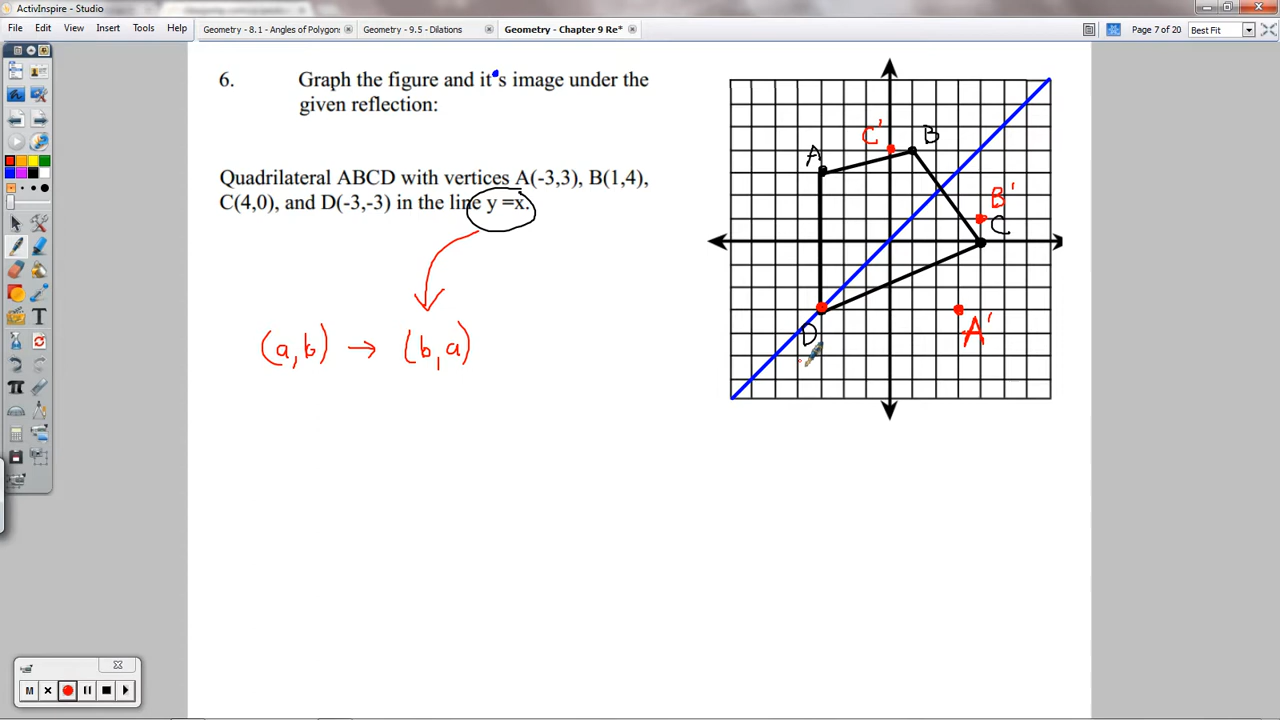 ActivInspire - Studio
File Edit View Insert Tools Help
Geometry - 8.1 - Angles of Polygons
Geometry - 9.5 - Dilations
Geometry - Chapter 9 Re*
Page 7 of 20
Best Fit
6. Graph the figure and it's image under the
given reflection:
Quadrilateral ABCD with vertices A(-3,3), B(1,4),
C(4,0), and D(-3,-3) in the line y =x.
(a,b) → (b,a)
C' B
A
B'
C
D
A'
M